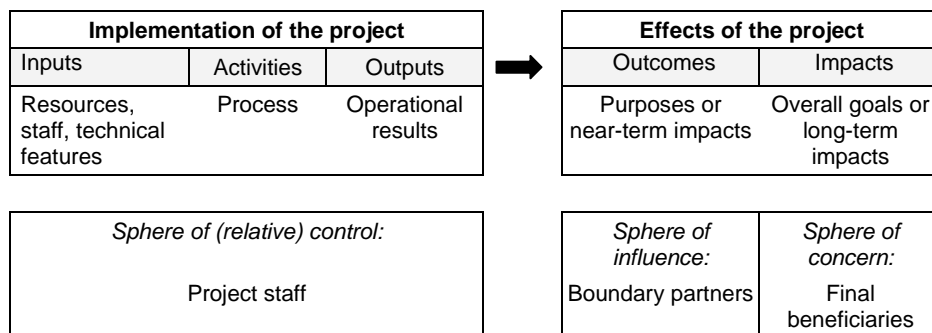 Implementation of the project
Inputs
Activities
Outputs
Resources,
staff, technical
features
Process
Operational
results
Effects of the project
Outcomes
Impacts
Purposes or
near-term impacts
Overall goals or
long-term
impacts
Sphere of (relative) control:
Project staff
Sphere of
influence:
Boundary partners
Sphere of
concern:
Final
beneficiaries